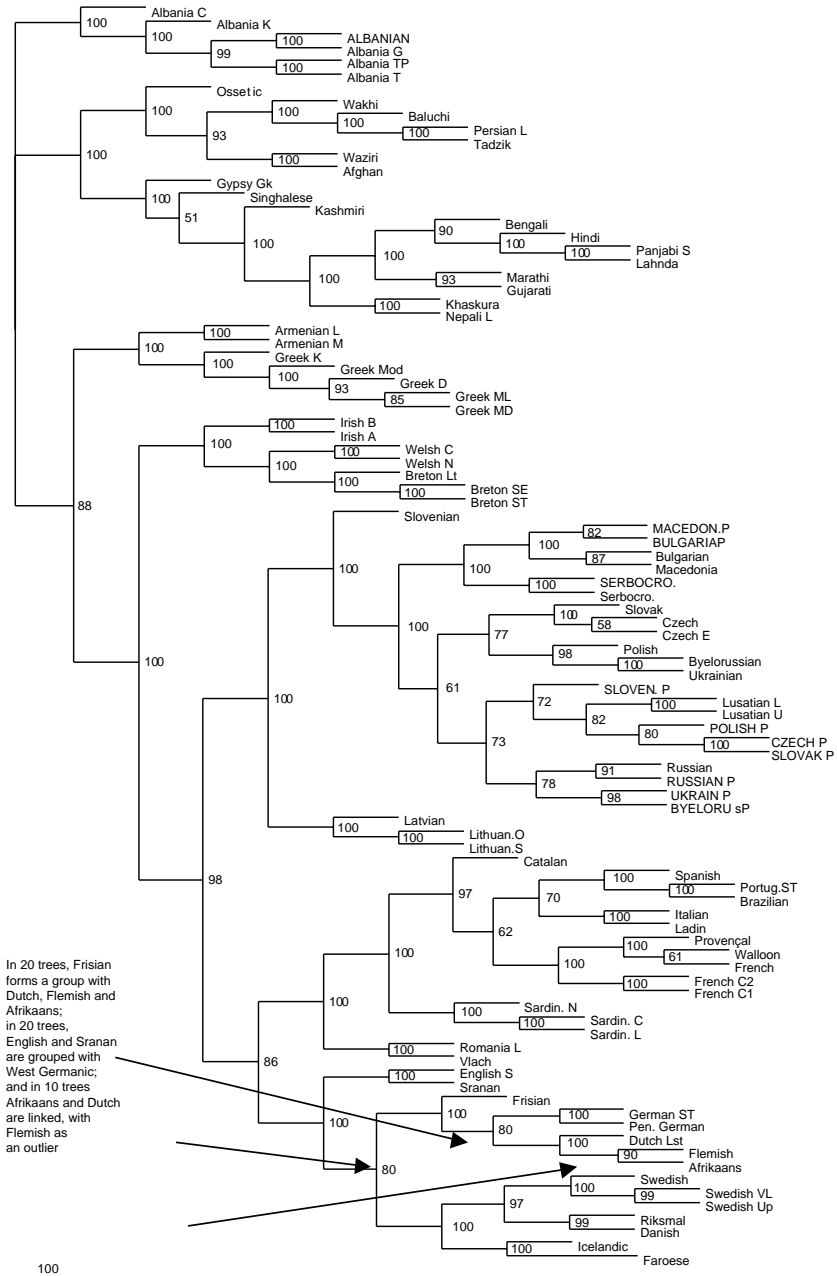 Albania C
100
Albania K
100
100
ALBANIAN
99
Albania G
100
Albania TP
Albania T
Ossetic
100
Wakhi
100
Baluchi
100
93
100
Persian L
Tadzik
100
100
Waziri
Afghan
100
Gypsy Gk
51
Singhalese
Kashmiri
100
90
Bengali
100
Hindi
100
Panjabi S
Lahnda
100
100
93
Marathi
Gujarati
100
Khaskura
Nepali L
100
Armenian L
Armenian M
100
100
Greek K
100
Greek Mod
93
Greek D
85
Greek ML
Greek MD
100
Irish B
Irish A
100
100
Welsh C
Welsh N
100
100
Breton Lt
100
Breton SE
Breton ST
88
Slovenian
100
82
MACEDON.P
BULGARIAP
100
87
Bulgarian
Macedonia
100
100
SERBOCRO.
Serbocro.
100
100
Slovak
58
Czech
Czech E
77
98
Polish
100
Byelorussian
Ukrainian
61
100
100
72
SLOVEN. P
100
Lusatian L
Lusatian U
82
80
POLISH P
100
CZECH P
SLOVAK P
73
91
Russian
RUSSIAN P
78
98
UKRAIN P
BYELORU sP
100
Latvian
100
Lithuan.O
Lithuan.S
98
Catalan
97
100
Spanish
100
Portug.ST
Brazilian
70
100
Italian
Ladin
62
100
Provençal
61
Walloon
French
100
100
French C2
French C1
100
100
Sardin. N
100
Sardin. C
Sardin. L
100
100
Romania L
Vlach
86
100
English S
Sranan
100
Frisian
100
100
German ST
Pen. German
80
100
Dutch Lst
90
Flemish
Afrikaans
80
100
Swedish
99
Swedish VL
Swedish Up
97
99
Riksmal
Danish
100
100
Icelandic
Faroese
In 20 trees, Frisian
forms a group with
Dutch, Flemish and
Afrikaans;
in 20 trees,
English and Sranan
are grouped with
West Germanic;
and in 10 trees
Afrikaans and Dutch
are linked, with
Flemish as
an outlier
100